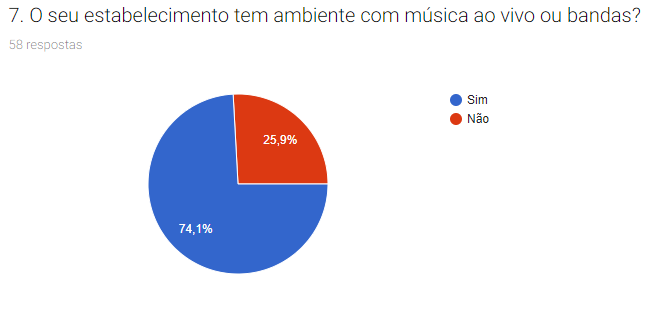 7. O seu estabelecimento tem ambiente com música ao vivo ou bandas?
58 respostas
Sim
Não
25,9%
74,1%